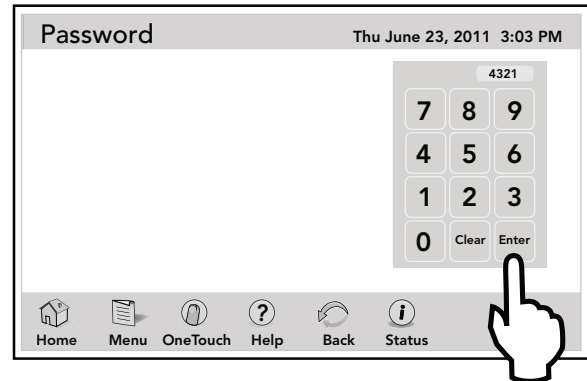 Password Thu June 23, 2011 3:03 PM
4321
7 8 9
4 5 6
1 2 3
0 Clear Enter
Home Menu OneTouch Help Back Status